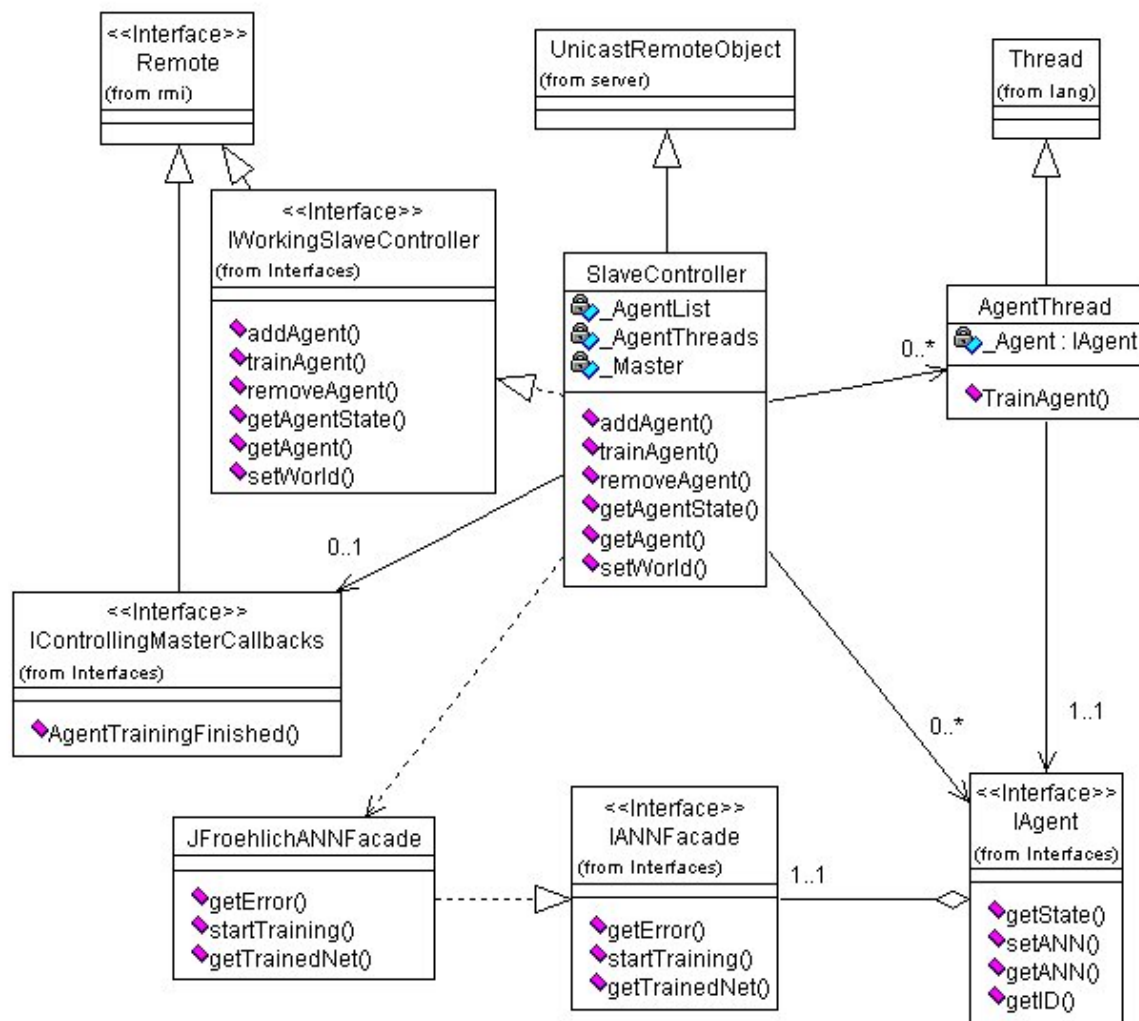 <<Interface>>
Remote
(from rmi)
UnicastRemoteObject
(from server)
Thread
(from lang)
<<Interface>>
IWorkingSlaveController
(from Interfaces)
addAgent()
trainAgent()
removeAgent()
getAgentState()
getAgent()
setWorld()
SlaveController
_AgentList
_AgentThreads
_Master
addAgent()
trainAgent()
removeAgent()
getAgentState()
getAgent()
setWorld()
AgentThread
_Agent : IAgent
TrainAgent()
0..*
0..1
<<Interface>>
IControllingMasterCallbacks
(from Interfaces)
AgentTrainingFinished()
0..*
1..1
JFroehlichANNFacade
getError()
startTraining()
getTrainedNet()
<<Interface>>
IANNFacade
(from Interfaces)
getError()
startTraining()
getTrainedNet()
1..1
<<Interface>>
IAgent
(from Interfaces)
getState()
setANN()
getANN()
getID()